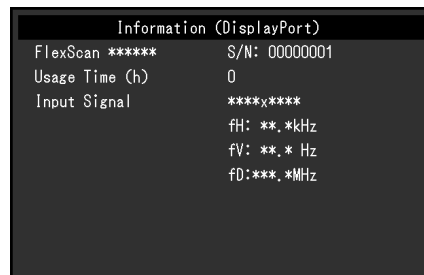 Information (DisplayPort)
FlexScan ****** S/N: 00000001
Usage Time (h) 0
Input Signal ****x****
fH: **.*kHz
fV: **.* Hz
fD:***.*MHz